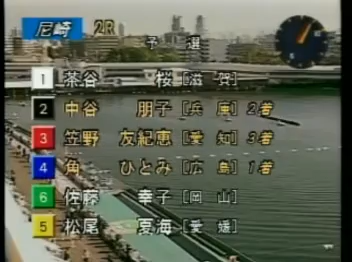 尼崎 2R
予選
1 茶谷 桜 [滋賀]
2 中谷 朋子 [兵庫] 2着
3 笠野 友紀恵 [愛知] 3着
4 角 ひとみ [広島] 1着
6 佐藤 幸子 [岡山]
5 松尾 夏海 [愛媛]